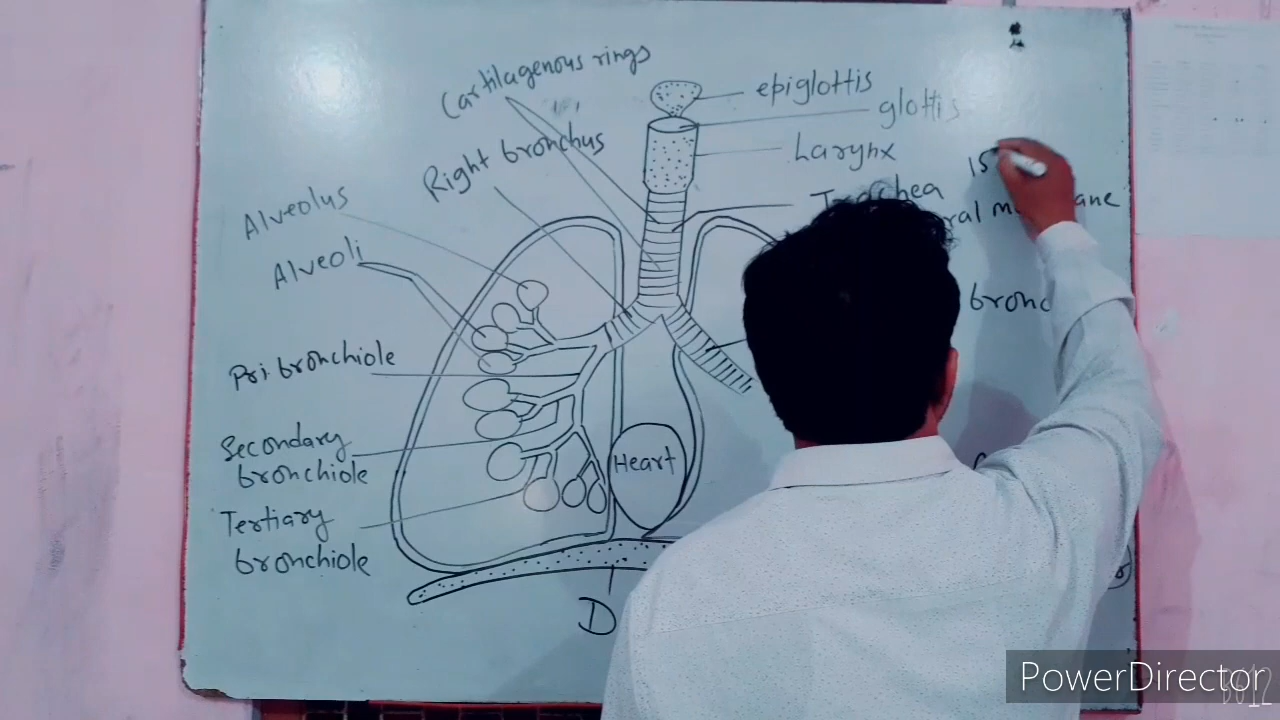 Cartilagenous rings
epiglottis
glottis
Right bronchus
Larynx
Alveolus
Alveoli
Pri. bronchiole
Secondary
bronchiole
Heart
Tertiary
bronchiole
D
PowerDirector